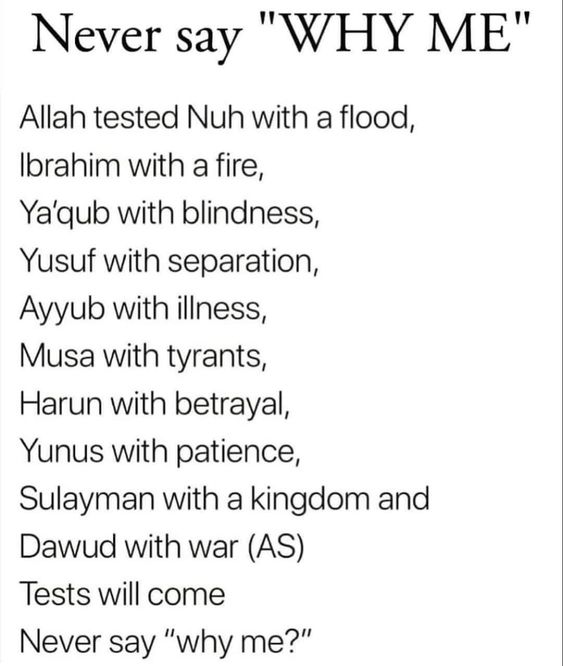 Never say "WHY ME"
Allah tested Nuh with a flood,
Ibrahim with a fire,
Ya'qub with blindness,
Yusuf with separation,
Ayyub with illness,
Musa with tyrants,
Harun with betrayal,
Yunus with patience,
Sulayman with a kingdom and
Dawud with war (AS)
Tests will come
Never say "why me?"